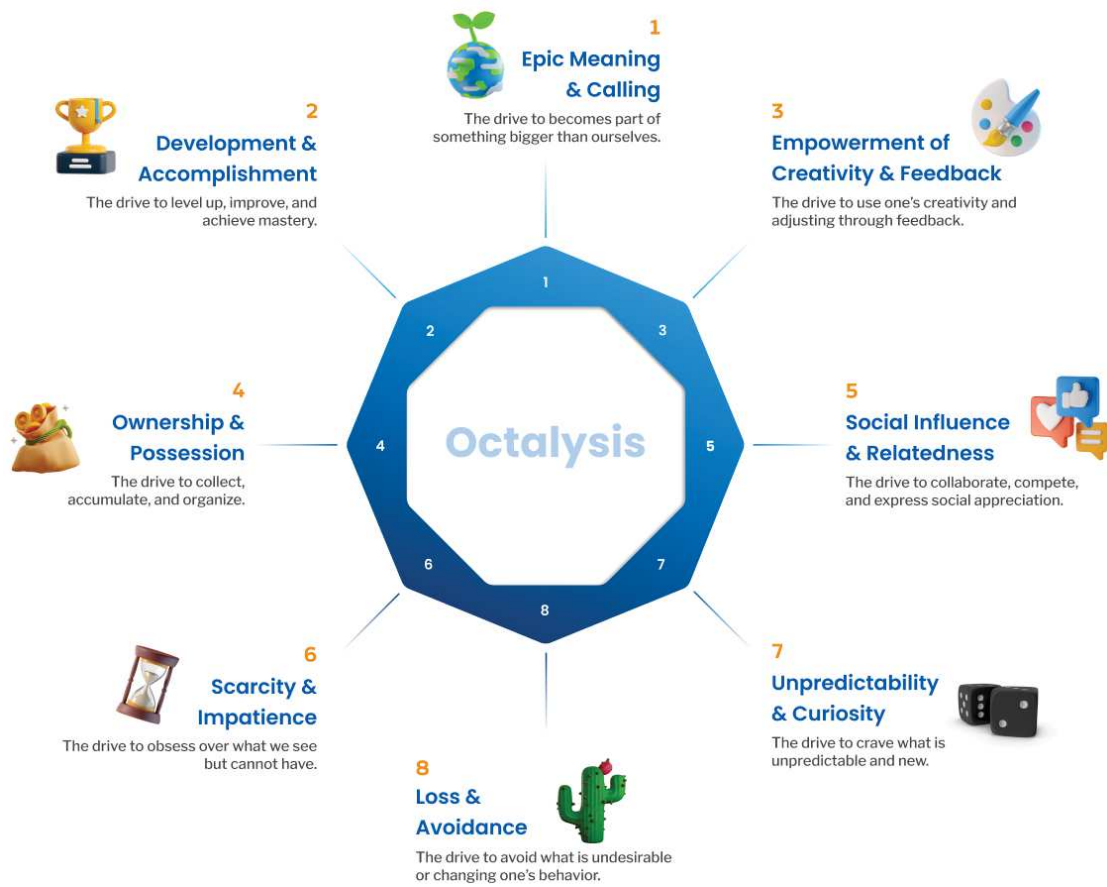 1
Epic Meaning
& Calling
The drive to becomes part of
something bigger than ourselves.
2
Development &
Accomplishment
The drive to level up, improve, and
achieve mastery.
3
Empowerment of
Creativity & Feedback
The drive to use one’s creativity and
adjusting through feedback.
1
2
3
4
Ownership &
Possession
The drive to collect,
accumulate, and organize.
4
Octalysis
5
5
Social Influence
& Relatedness
The drive to collaborate, compete,
and express social appreciation.
6
7
8
6
Scarcity &
Impatience
The drive to obsess over what we see
but cannot have.
7
Unpredictability
& Curiosity
The drive to crave what is
unpredictable and new.
8
Loss &
Avoidance
The drive to avoid what is undesirable
or changing one’s behavior.